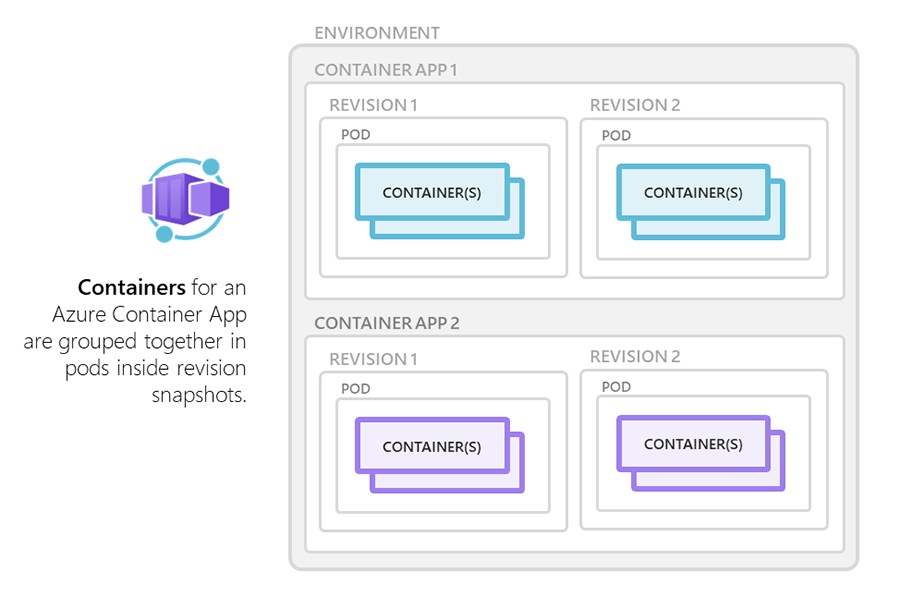 ENVIRONMENT
CONTAINER APP 1
REVISION 1
REVISION 2
POD
POD
CONTAINER(S)
CONTAINER(S)
Containers for an
Azure Container App
are grouped together in
pods inside revision
snapshots.
CONTAINER APP 2
REVISION 1
REVISION 2
POD
POD
CONTAINER(S)
CONTAINER(S)